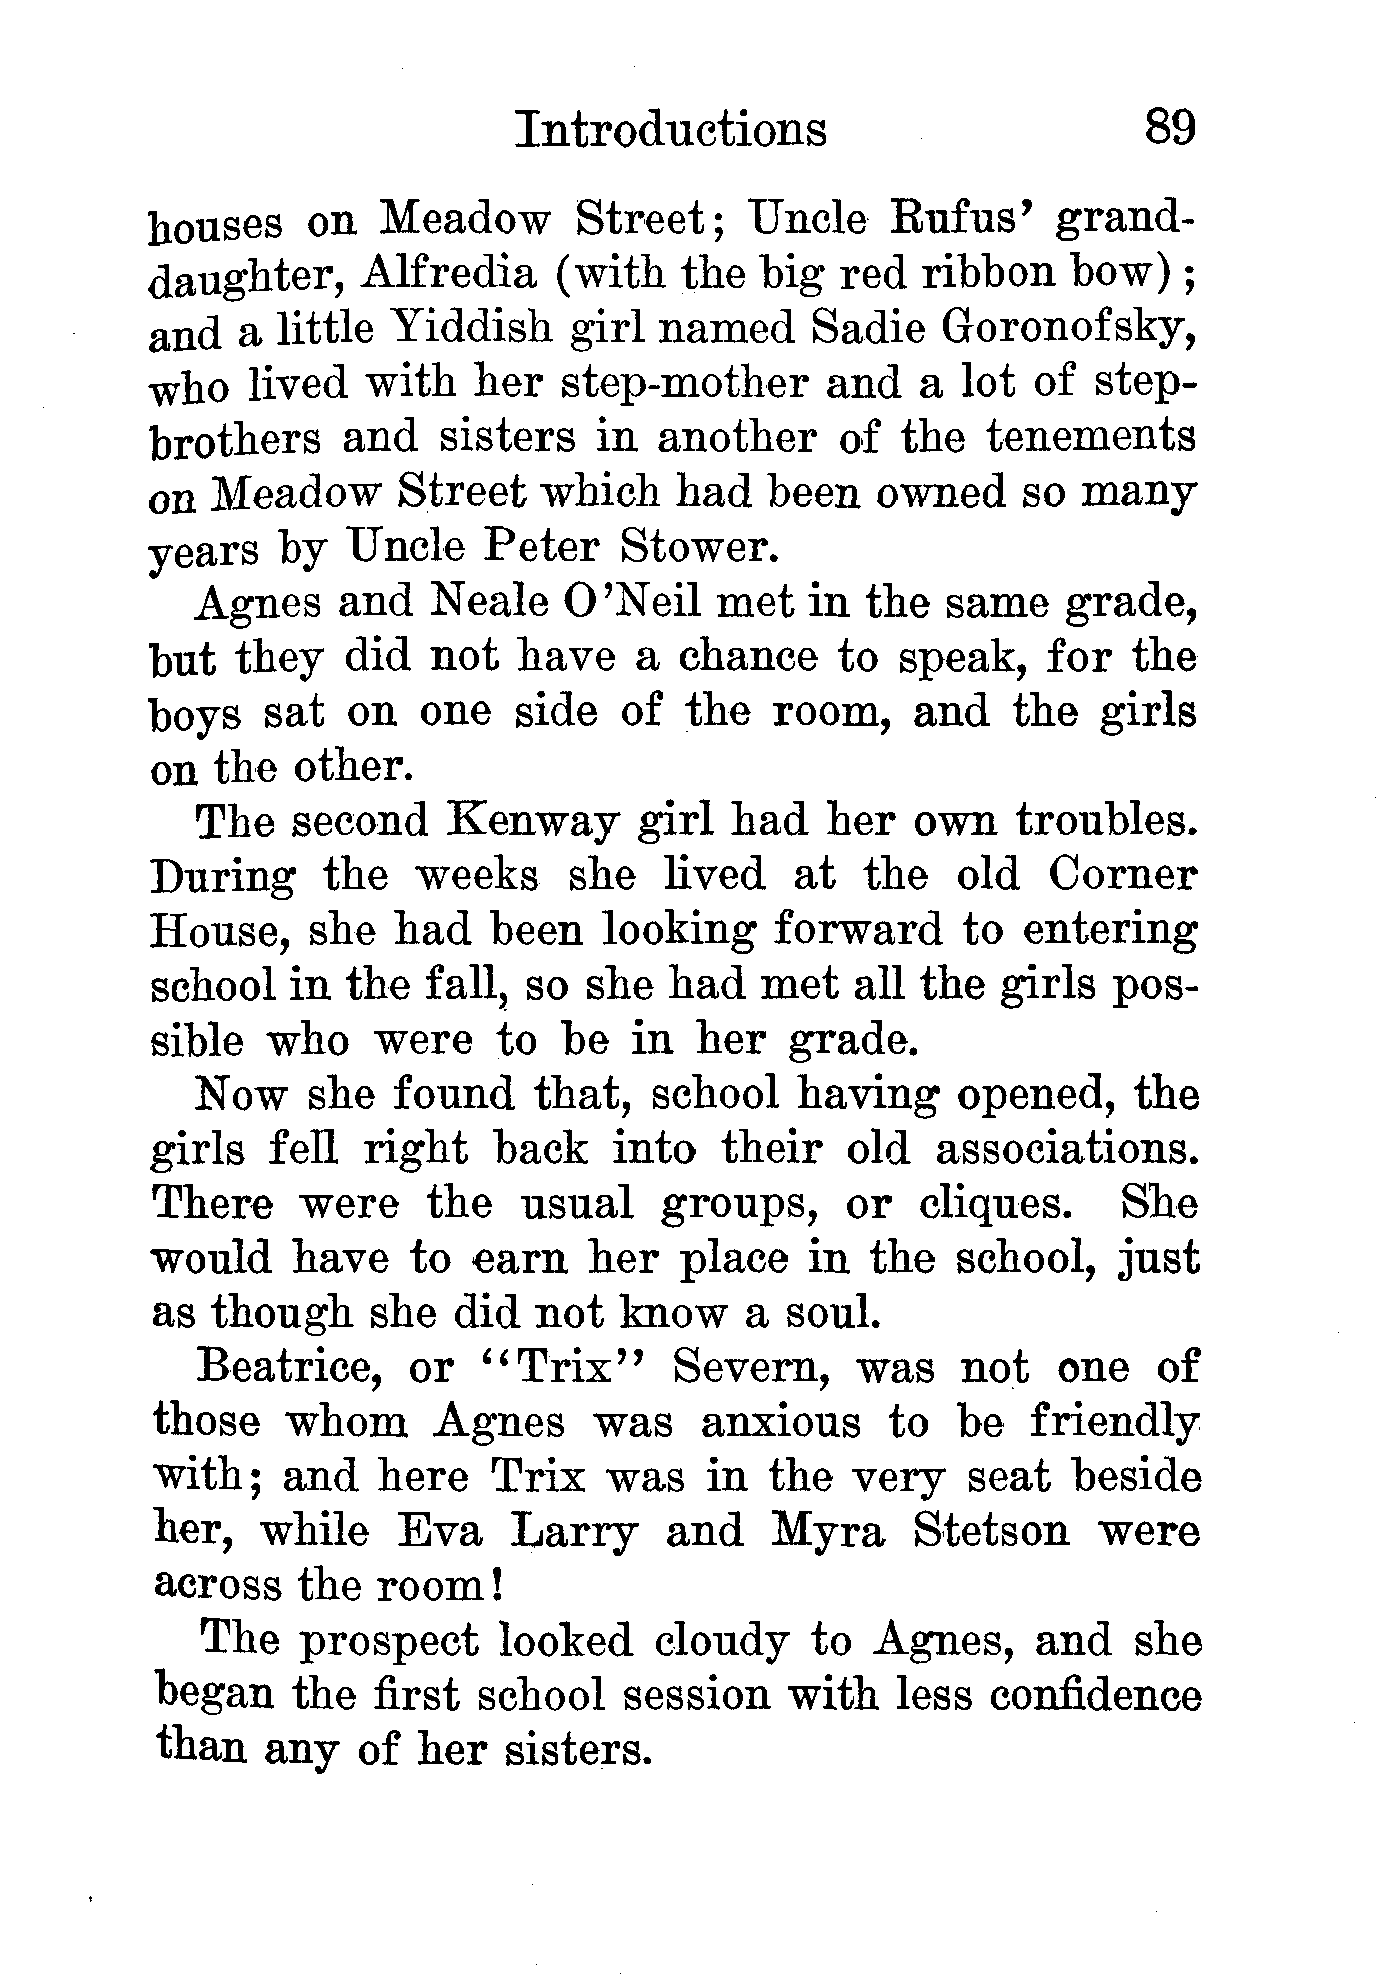 Introductions 89
houses on Meadow Street; Uncle Rufus' grand-
daughter, Alfredia (with the big red ribbon bow);
and a little Yiddish girl named Sadie Goronofsky,
who lived with her step-mother and a lot of step-
brothers and sisters in another of the tenements
on Meadow Street which had been owned so many
years by Uncle Peter Stower.
Agnes and Neale O'Neil met in the same grade,
but they did not have a chance to speak, for the
boys sat on one side of the room, and the girls
on the other.
The second Kenway girl had her own troubles.
During the weeks she lived at the old Corner
House, she had been looking forward to entering
school in the fall, so she had met all the girls pos-
sible who were to be in her grade.
Now she found that, school having opened, the
girls fell right back into their old associations.
There were the usual groups, or cliques. She
would have to earn her place in the school, just
as though she did not know a soul.
Beatrice, or "Trix" Severn, was not one of
those whom Agnes was anxious to be friendly
with; and here Trix was in the very seat beside
her, while Eva Larry and Myra Stetson were
across the room!
The prospect looked cloudy to Agnes, and she
began the first school session with less confidence
than any of her sisters.